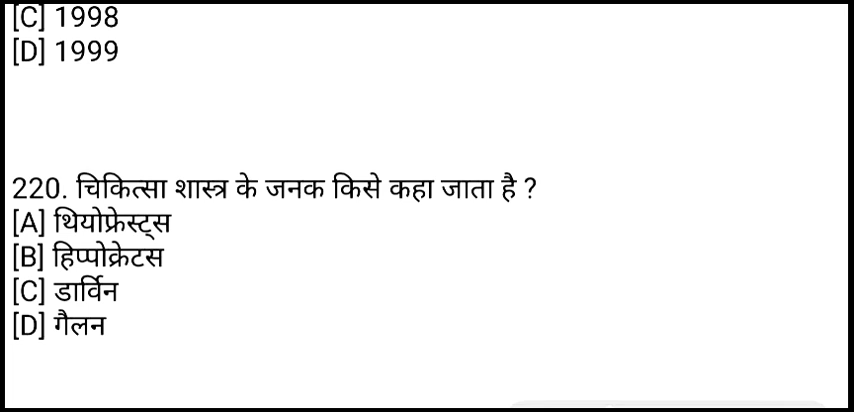 [C] 1998
[D] 1999
220. चिकित्सा शास्त्र के जनक किसे कहा जाता है ?
[A] थियोफ्रेस्ट्स
[B] हिप्पोक्रेटस
[C] डार्विन
[D] गैलन